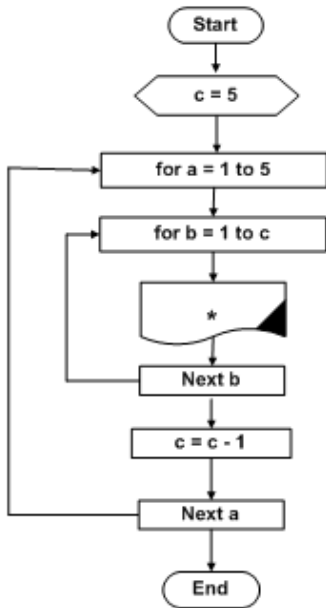 Start
c = 5
for a = 1 to 5
for b = 1 to c
*
Next b
c = c - 1
Next a
End